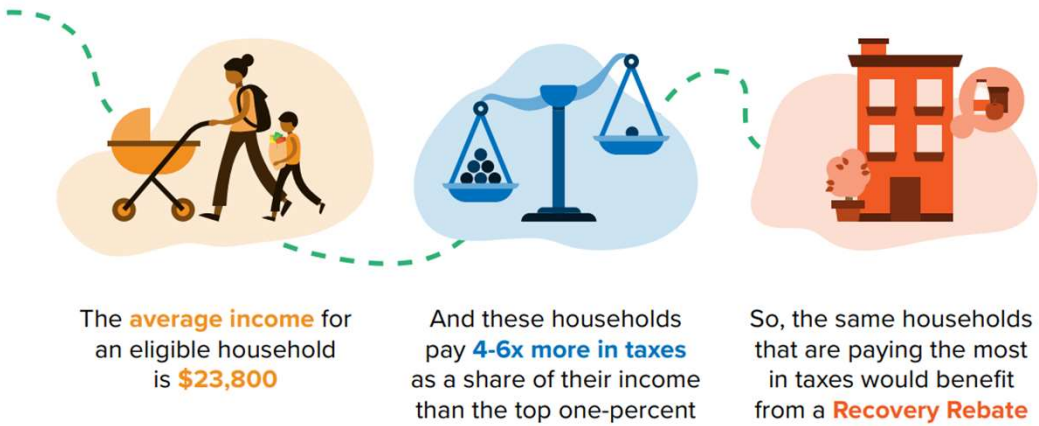 The average income for
an eligible household
is $23,800
And these households
pay 4-6x more in taxes
as a share of their income
than the top one-percent
So, the same households
that are paying the most
in taxes would benefit
from a Recovery Rebate